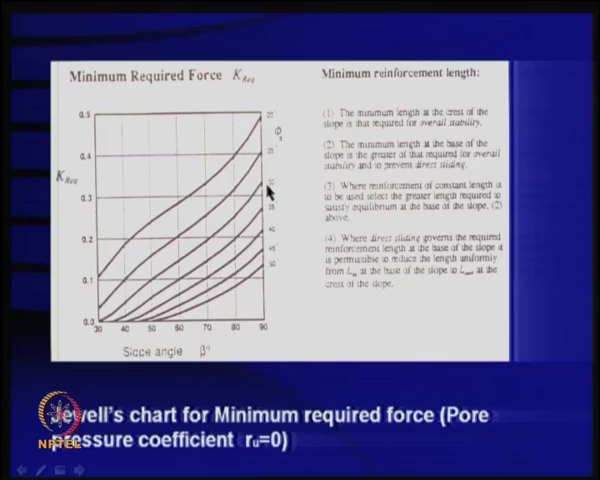 Minimum Required Force K Req
Minimum reinforcement length:
(1) The minimum length at the crest of the
slope is that required for overall stability.
(2) The minimum length at the base of the
slope is the greater of that required for overall
stability and to prevent direct sliding.
(3) Where reinforcement of constant length is
to be used select the greater length required to
satisfy equilibrium at the base of the slope, (2)
above.
(4) Where direct sliding governs the required
reinforcement length at the base of the slope it
is permissible to reduce the length uniformly
from L at the base of the slope to L at the
crest of the slope.
K Req
0.5
0.4
0.3
0.2
0.1
0.0
30 40 50 60 70 80 90
Slope angle β°
Jewell's chart for Minimum required force (Pore
pressure coefficient ru=0)
NPTEL